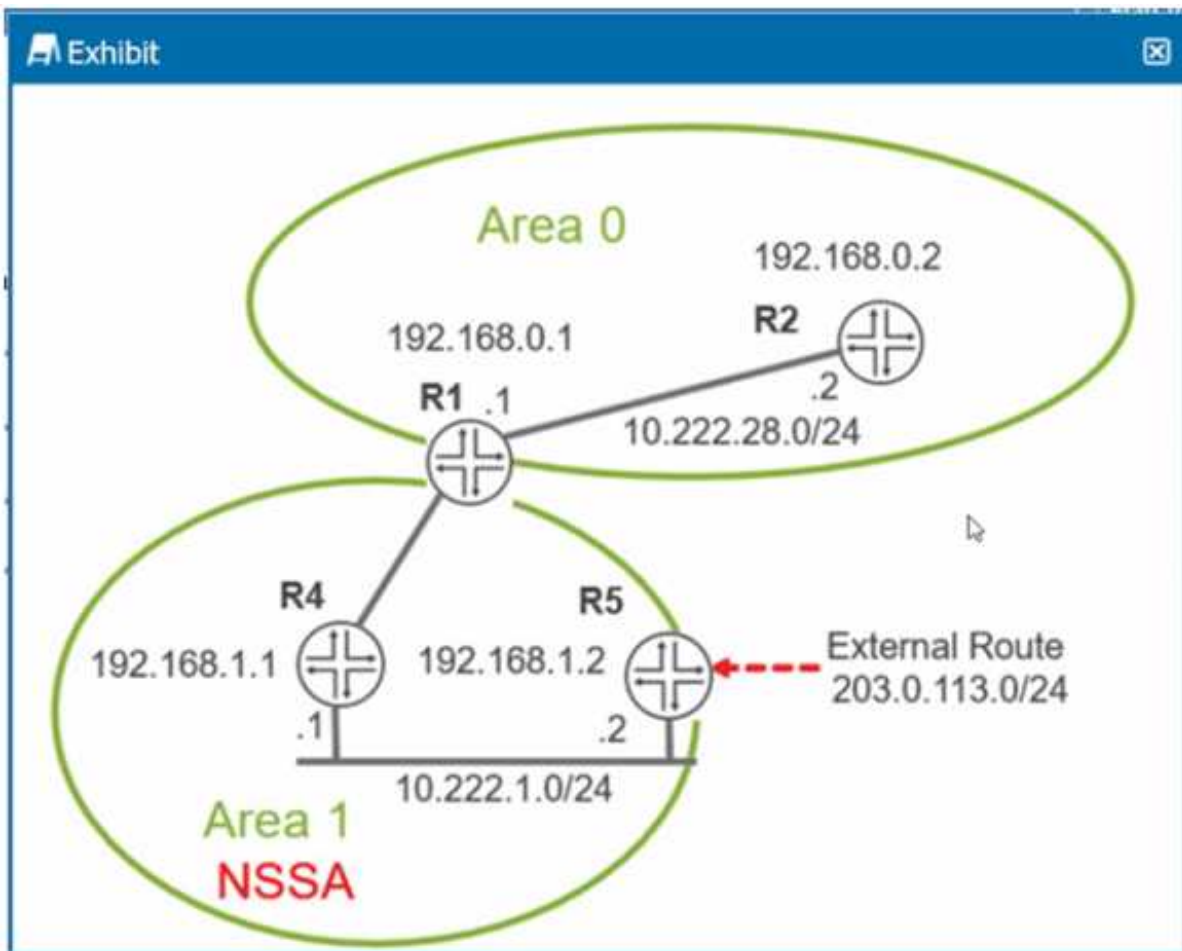 Exhibit
Area 0
192.168.0.2
192.168.0.1
R2
R1
.1
.2
10.222.28.0/24
R4
R5
192.168.1.1
192.168.1.2
External Route
203.0.113.0/24
.1
.2
10.222.1.0/24
Area 1
NSSA